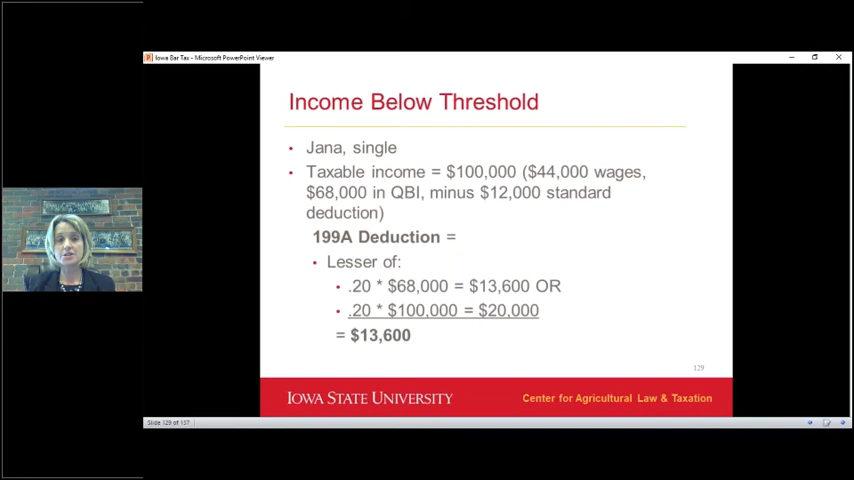 Iowa Bar Tax - Microsoft PowerPoint Viewer
Income Below Threshold
• Jana, single
• Taxable income = $100,000 ($44,000 wages,
$68,000 in QBI, minus $12,000 standard
deduction)
199A Deduction =
• Lesser of:
• .20 * $68,000 = $13,600 OR
• .20 * $100,000 = $20,000
= $13,600
129
IOWA STATE UNIVERSITY
Center for Agricultural Law & Taxation
Slide 129 of 157